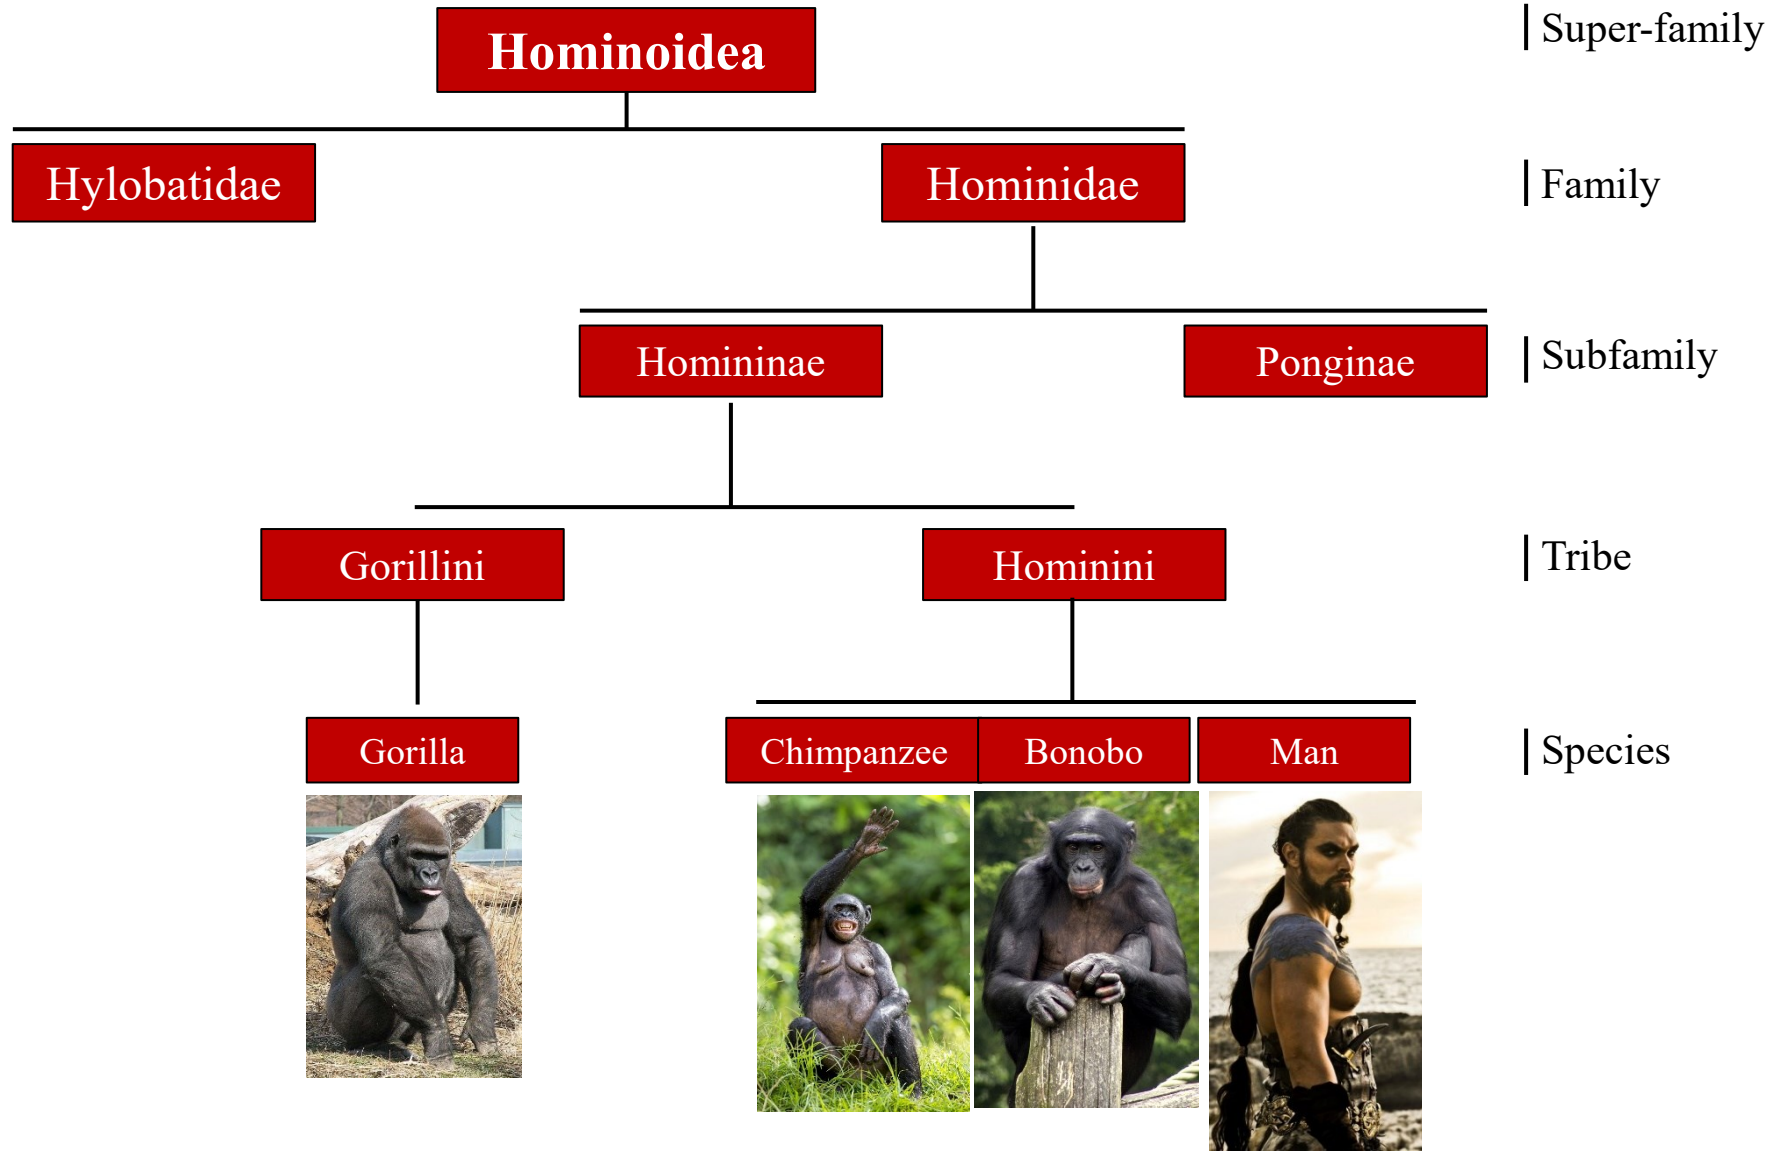 Hominoidea
Super-family
Hylobatidae
Hominidae
Family
Homininae
Ponginae
Subfamily
Gorillini
Hominini
Tribe
Gorilla
Chimpanzee
Bonobo
Man
Species